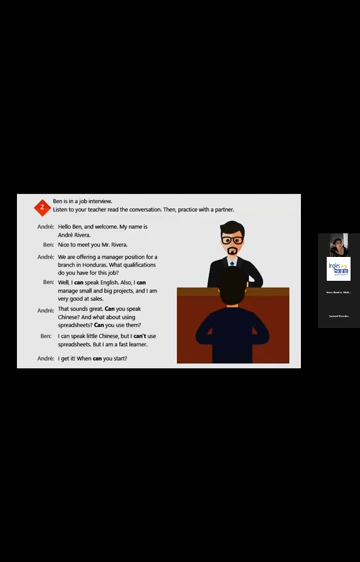 2
Ben is in a job interview.
Listen to your teacher read the conversation. Then, practice with a partner.
André: Hello Ben, and welcome. My name is
André Rivera.
Ben: Nice to meet you Mr. Rivera.
André: We are offering a manager position for a
branch in Honduras. What qualifications
do you have for this job?
Ben: Well, I can speak English. Also, I can
manage small and big projects, and I am
very good at sales.
André: That sounds great. Can you speak
Chinese? And what about using
spreadsheets? Can you use them?
Ben: I can speak little Chinese, but I can't use
spreadsheets. But I am a fast learner.
André: I get it! When can you start?